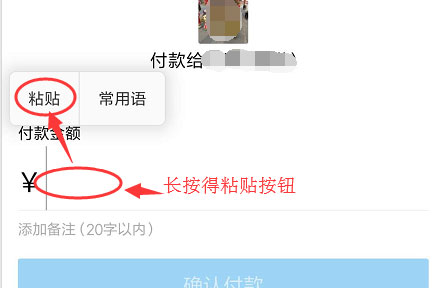 付款给
粘贴 常用语
付款金额
¥
长按得粘贴按钮
添加备注(20字以内)
确认付款